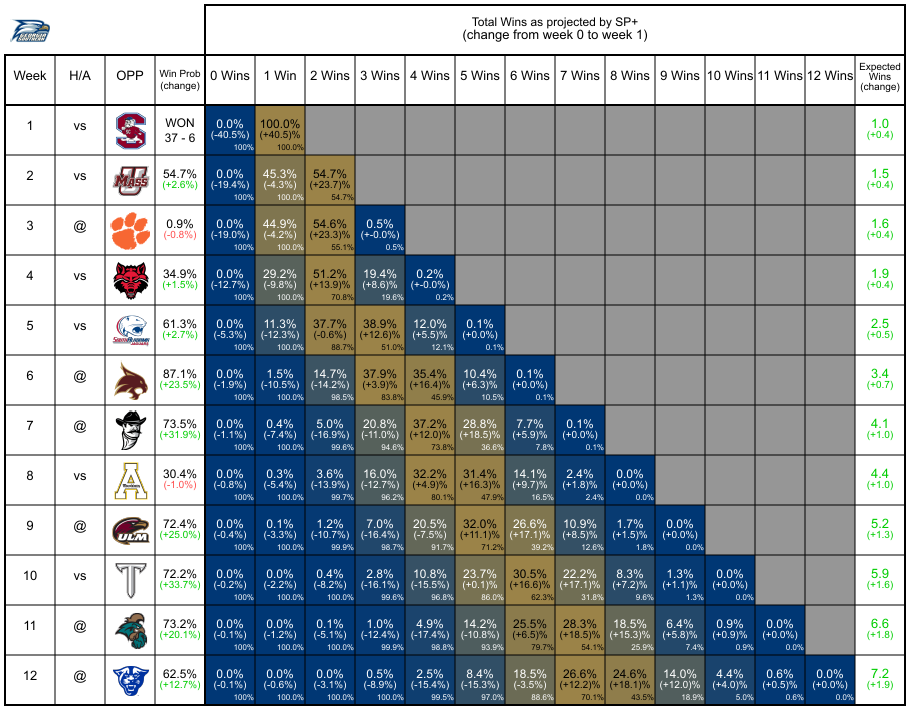 GEORGIA SOUTHERN
Total Wins as projected by SP+
(change from week 0 to week 1)
Week H/A OPP Win Prob (change) 0 Wins 1 Win 2 Wins 3 Wins 4 Wins 5 Wins 6 Wins 7 Wins 8 Wins 9 Wins 10 Wins 11 Wins 12 Wins Expected Wins (change)
1 vs S WON 0.0% 100.0% 1.0
37 - 6 (-40.5%) (+40.5)% (+0.4)
100% 100.0%
2 vs U MASS 54.7% 0.0% 45.3% 54.7% 1.5
(+2.6%) (-19.4%) (-4.3%) (+23.7)% (+0.4)
100% 100.0% 54.7%
3 @ 0.9% 0.0% 44.9% 54.6% 0.5% 1.6
(-0.8%) (-19.0%) (-4.2%) (+23.3)% (+-0.0%) (+0.4)
100% 100.0% 55.1% 0.5%
4 vs 34.9% 0.0% 29.2% 51.2% 19.4% 0.2% 1.9
(+1.5%) (-12.7%) (-9.8%) (+13.9)% (+8.6)% (+-0.0%) (+0.4)
100% 100.0% 70.8% 19.6% 0.2%
5 vs SOUTH ALABAMA 61.3% 0.0% 11.3% 37.7% 38.9% 12.0% 0.1% 2.5
(+2.7%) (-5.3%) (-12.3%) (-0.6%) (+12.6)% (+5.5)% (+0.0)% (+0.5)
100% 100.0% 88.7% 51.0% 12.1% 0.1%
6 @ 87.1% 0.0% 1.5% 14.7% 37.9% 35.4% 10.4% 0.1% 3.4
(+23.5%) (-1.9%) (-10.5%) (-14.2%) (+3.9)% (+16.4)% (+6.3)% (+0.0)% (+0.7)
100% 100.0% 98.5% 83.8% 45.9% 10.5% 0.1%
7 @ 73.5% 0.0% 0.4% 5.0% 20.8% 37.2% 28.8% 7.7% 0.1% 4.1
(+31.9%) (-1.1%) (-7.4%) (-16.9%) (-11.0%) (+12.0)% (+18.5)% (+5.9)% (+0.0)% (+1.0)
100% 100.0% 99.6% 94.6% 73.8% 36.6% 7.8% 0.1%
8 vs A 30.4% 0.0% 0.3% 3.6% 16.0% 32.2% 31.4% 14.1% 2.4% 0.0% 4.4
(-1.0%) (-0.8%) (-5.4%) (-13.9%) (-12.7%) (+4.9)% (+16.3)% (+9.7)% (+1.8)% (+0.0)% (+1.0)
100% 100.0% 99.7% 96.2% 80.1% 47.9% 16.5% 2.4% 0.0%
9 @ ULM 72.4% 0.0% 0.1% 1.2% 7.0% 20.5% 32.0% 26.6% 10.9% 1.7% 0.0% 5.2
(+25.0%) (-0.4%) (-3.3%) (-10.7%) (-16.4%) (-7.5%) (+11.1)% (+17.1)% (+8.5)% (+1.5)% (+0.0)% (+1.3)
100% 100.0% 99.9% 98.7% 91.7% 71.2% 39.2% 12.6% 1.8% 0.0%
10 vs T 72.2% 0.0% 0.0% 0.4% 2.8% 10.8% 23.7% 30.5% 22.2% 8.3% 1.3% 0.0% 5.9
(+33.7%) (-0.2%) (-2.2%) (-8.2%) (-16.1%) (-15.5%) (+0.1)% (+16.6)% (+17.1)% (+7.2)% (+1.1)% (+0.0)% (+1.6)
100% 100.0% 100.0% 99.6% 96.8% 86.0% 62.3% 31.8% 9.6% 1.3% 0.0%
11 @ 73.2% 0.0% 0.0% 0.1% 1.0% 4.9% 14.2% 25.5% 28.3% 18.5% 6.4% 0.9% 0.0% 6.6
(+20.1%) (-0.1%) (-1.2%) (-5.1%) (-12.4%) (-17.4%) (-10.8%) (+6.5)% (+18.5)% (+15.3)% (+5.8)% (+0.9)% (+0.0)% (+1.8)
100% 100.0% 100.0% 99.9% 98.8% 93.9% 79.7% 54.1% 25.9% 7.4% 0.9% 0.0%
12 @ 62.5% 0.0% 0.0% 0.0% 0.5% 2.5% 8.4% 18.5% 26.6% 24.6% 14.0% 4.4% 0.6% 0.0% 7.2
(+12.7%) (-0.1%) (-0.6%) (-3.1%) (-8.9%) (-15.4%) (-15.3%) (-3.5%) (+12.2)% (+18.1)% (+12.0)% (+4.0)% (+0.5)% (+0.0)% (+1.9)
100% 100.0% 100.0% 100.0% 99.5% 97.0% 88.6% 70.1% 43.5% 18.9% 5.0% 0.6% 0.0%